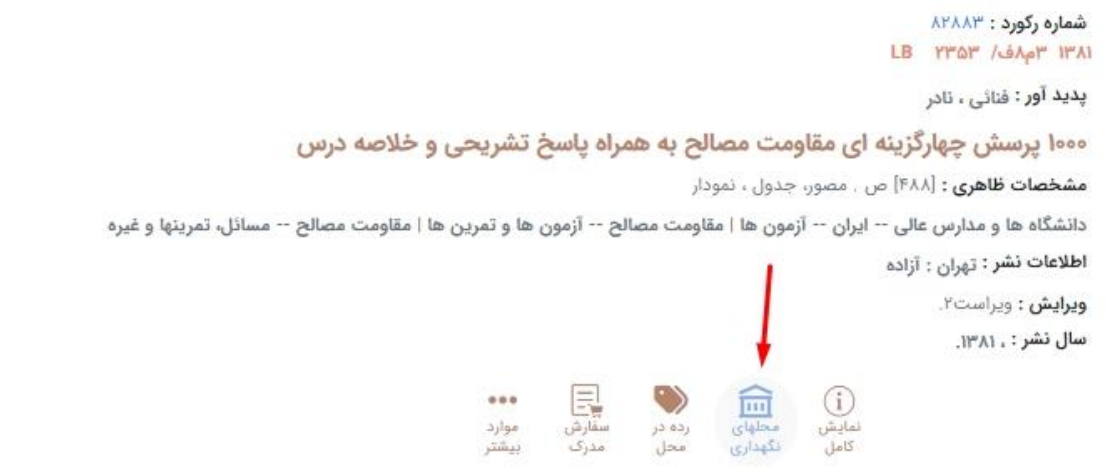 شماره رکورد : ۸۲۸۸۳
LB ۲۳۵۳ /ف۸م۳ ۱۳۸۱
پدید آور : فنائی ، نادر
۱۰۰۰ پرسش چهارگزینه ای مقاومت مصالح به همراه پاسخ تشریحی و خلاصه درس
مشخصات ظاهری : [۴۸۸] ص . مصور، جدول ، نمودار
دانشگاه ها و مدارس عالی -- ایران -- آزمون ها | مقاومت مصالح -- آزمون ها و تمرین ها | مقاومت مصالح -- مسائل، تمرینها و غیره
اطلاعات نشر : تهران : آزاده
ویرایش : ویراست۲.
سال نشر : ، ۱۳۸۱.
نمایش کامل
محلهای نگهداری
رده در محل
سفارش مدرک
موارد بیشتر